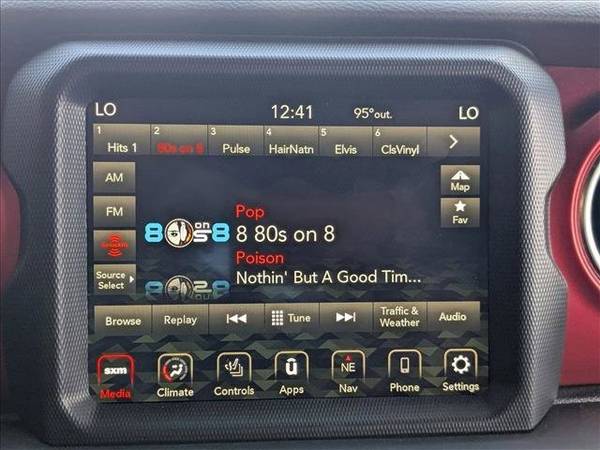 LO 12:41 95°out. LO
1 2 3 4 5 6
Hits 1 80s on 8 Pulse HairNatn Elvis ClsVinyl
AM
Map
FM
Fav
Pop
8 80s on 8
80on8
SiriusXM
Poison
Source Select
Nothin' But A Good Tim...
Browse Replay Tune Traffic & Weather Audio
sxm
NE
Media Climate Controls Apps Nav Phone Settings